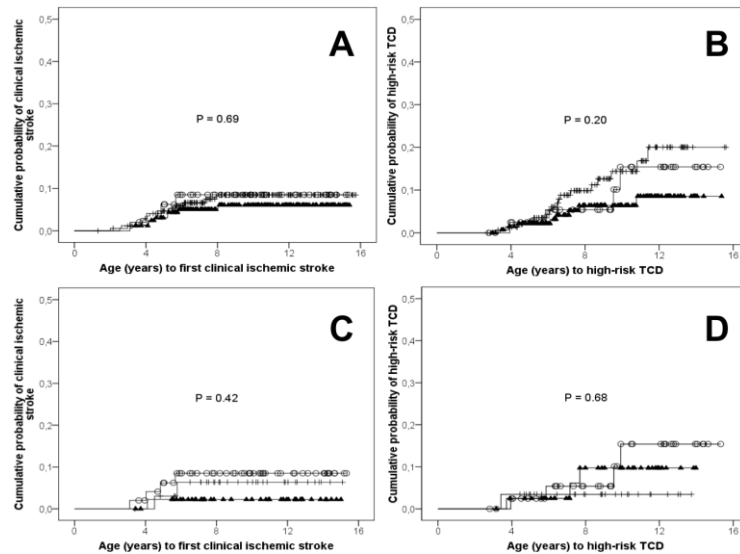 A
Cumulative probability of clinical ischemic
stroke
0,5
0,4
0,3
0,2
0,1
0,0
P = 0.69
0
4
8
12
16
Age (years) to first clinical ischemic stroke
B
Cumulative probability of high-risk TCD
0,5
0,4
0,3
0,2
0,1
0,0
P = 0.20
0
4
8
12
16
Age (years) to high-risk TCD
C
Cumulative probability of clinical ischemic
stroke
0,5
0,4
0,3
0,2
0,1
0,0
P = 0.42
0
4
8
12
16
Age (years) to first clinical ischemic stroke
D
Cumulative probability of high-risk TCD
0,5
0,4
0,3
0,2
0,1
0,0
P = 0.68
0
4
8
12
16
Age (years) to high-risk TCD